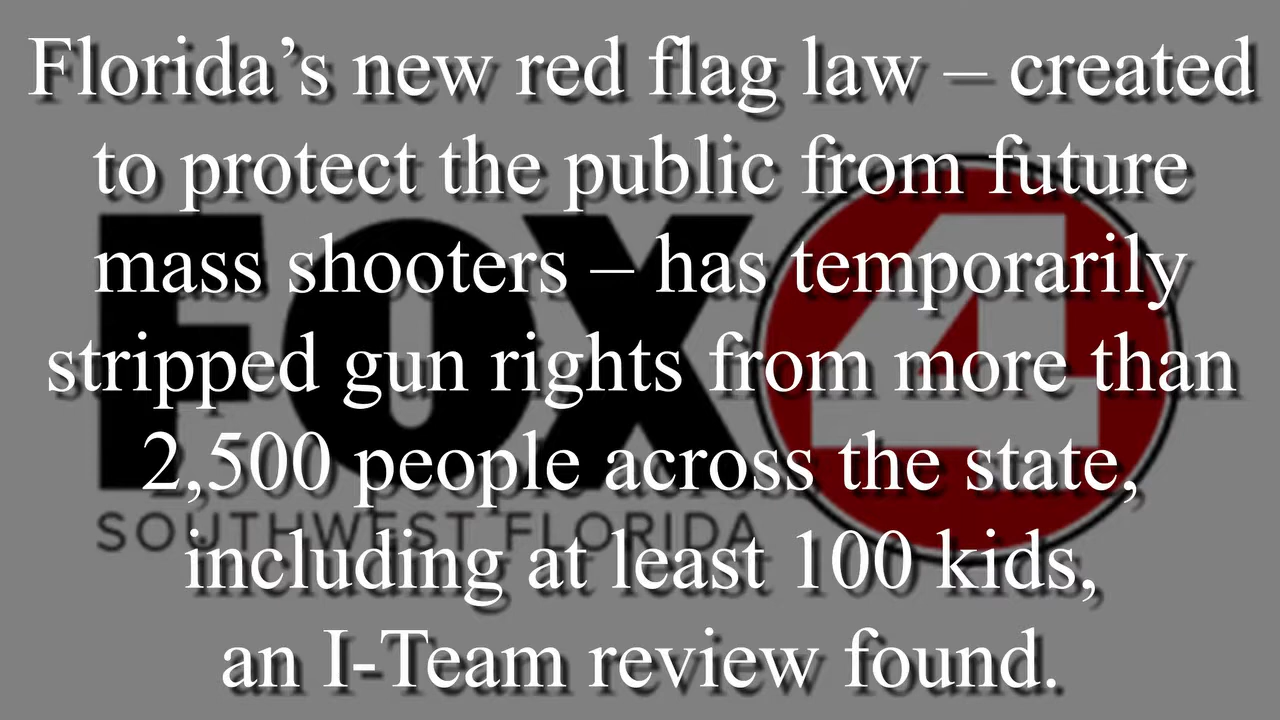 Florida’s new red flag law – created
to protect the public from future
mass shooters – has temporarily
stripped gun rights from more than
2,500 people across the state,
including at least 100 kids,
an I-Team review found.
FOX 4
SOUTHWEST FLORIDA